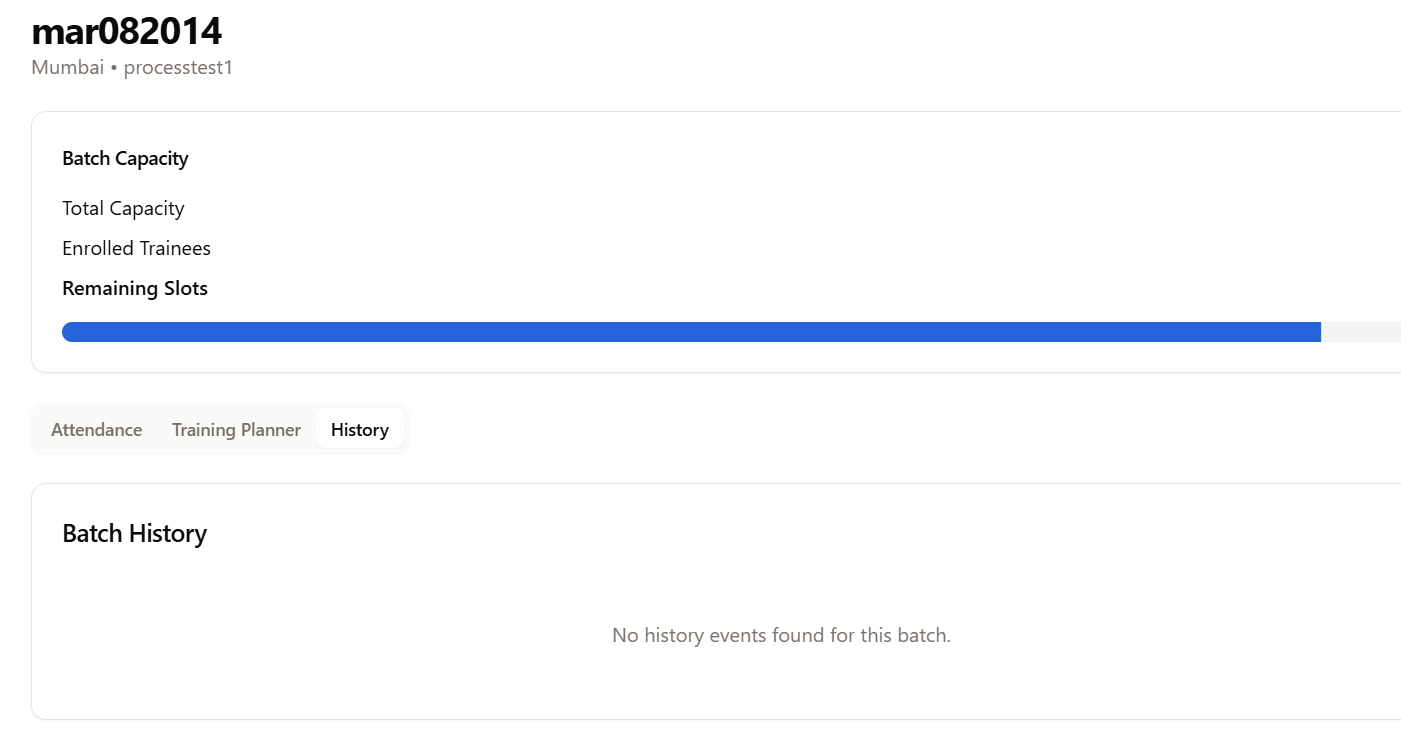 mar082014
Mumbai • processtest1
Batch Capacity
Total Capacity
Enrolled Trainees
Remaining Slots
Attendance Training Planner History
Batch History
No history events found for this batch.